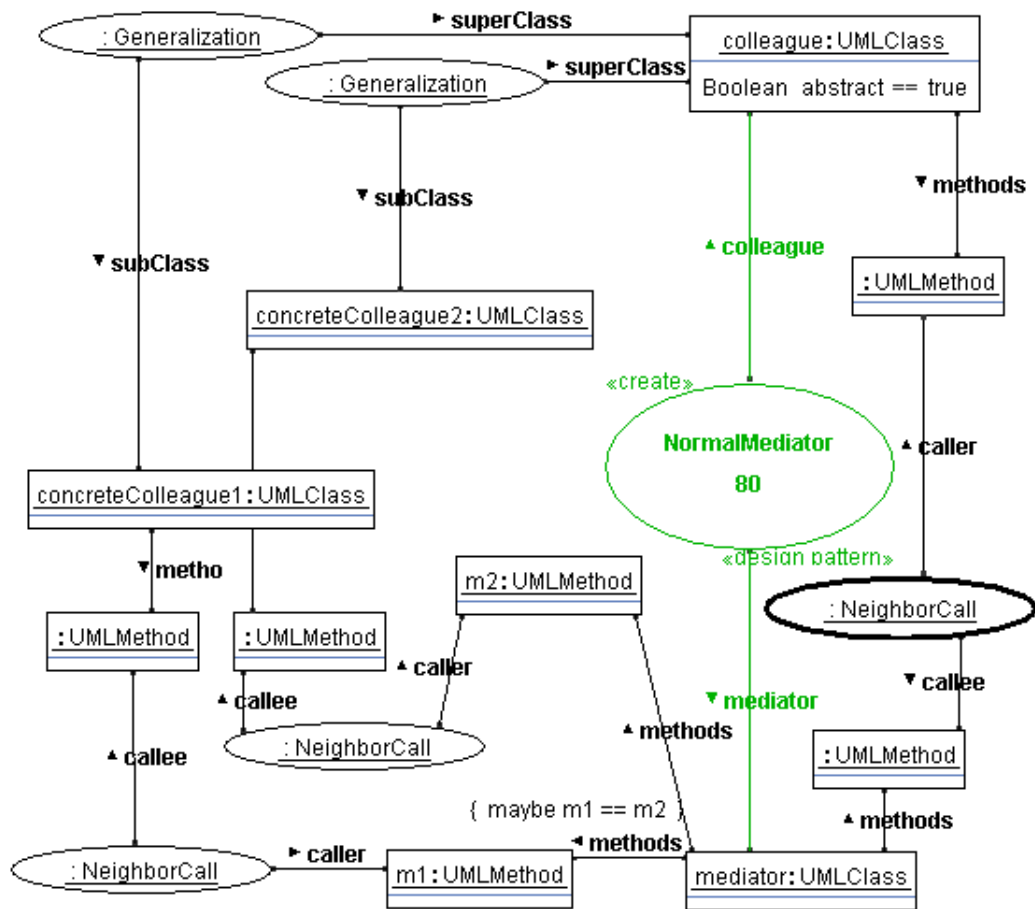 superClass
: Generalization
colleague:UMLClass
superClass
: Generalization
Boolean abstract == true
subClass
methods
colleague
subClass
:UMLMethod
concreteColleague2:UMLClass
«create»
NormalMediator
caller
80
concreteColleague1:UMLClass
«design pattern»
metho
m2:UMLMethod
: NeighborCall
:UMLMethod
:UMLMethod
caller
callee
callee
mediator
methods
: NeighborCall
callee
:UMLMethod
{ maybe m1 == m2 }
methods
methods
caller
: NeighborCall
m1:UMLMethod
mediator:UMLClass